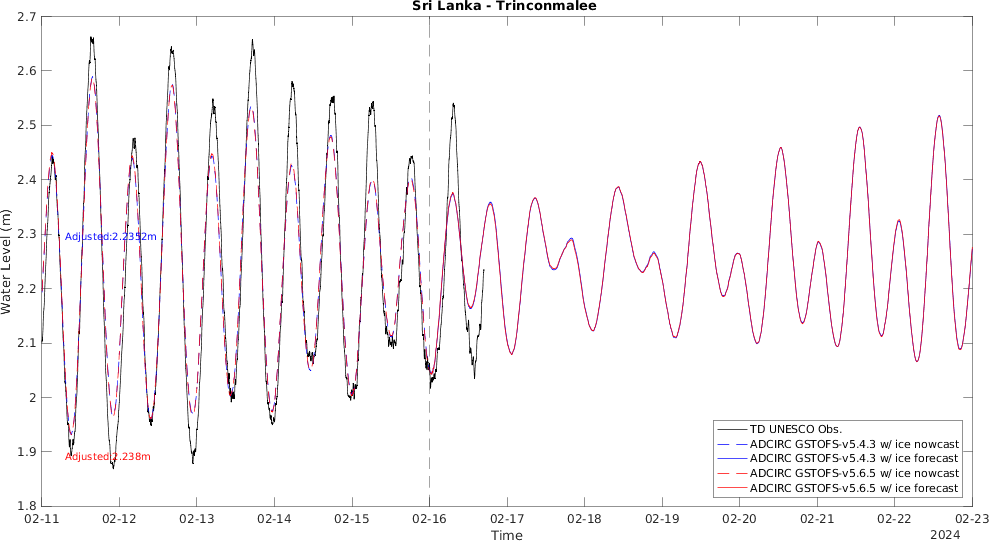 Sri Lanka - Trinconmalee
2.7
2.6
2.5
2.4
2.3
2.2
2.1
2
1.9
1.8
Water Level (m)
Adjusted:2.2352m
Adjusted:2.238m
TD UNESCO Obs.
ADCIRC GSTOFS-v5.4.3 w/ ice nowcast
ADCIRC GSTOFS-v5.4.3 w/ ice forecast
ADCIRC GSTOFS-v5.6.5 w/ ice nowcast
ADCIRC GSTOFS-v5.6.5 w/ ice forecast
02-11 02-12 02-13 02-14 02-15 02-16 02-17 02-18 02-19 02-20 02-21 02-22 02-23
Time
2024